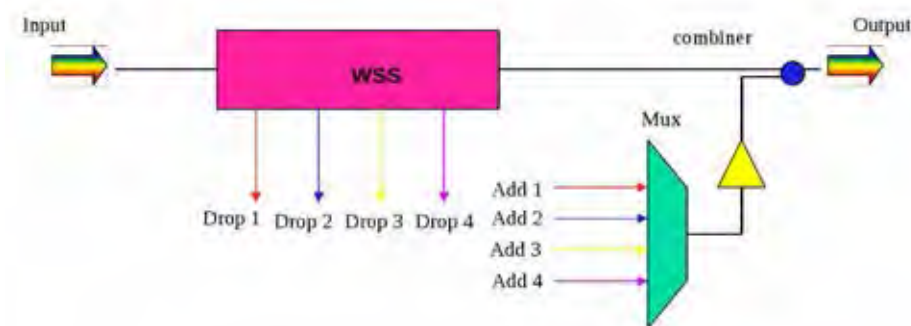 Input
Output
combiner
WSS
Mux
Drop 1
Drop 2
Drop 3
Drop 4
Add 1
Add 2
Add 3
Add 4